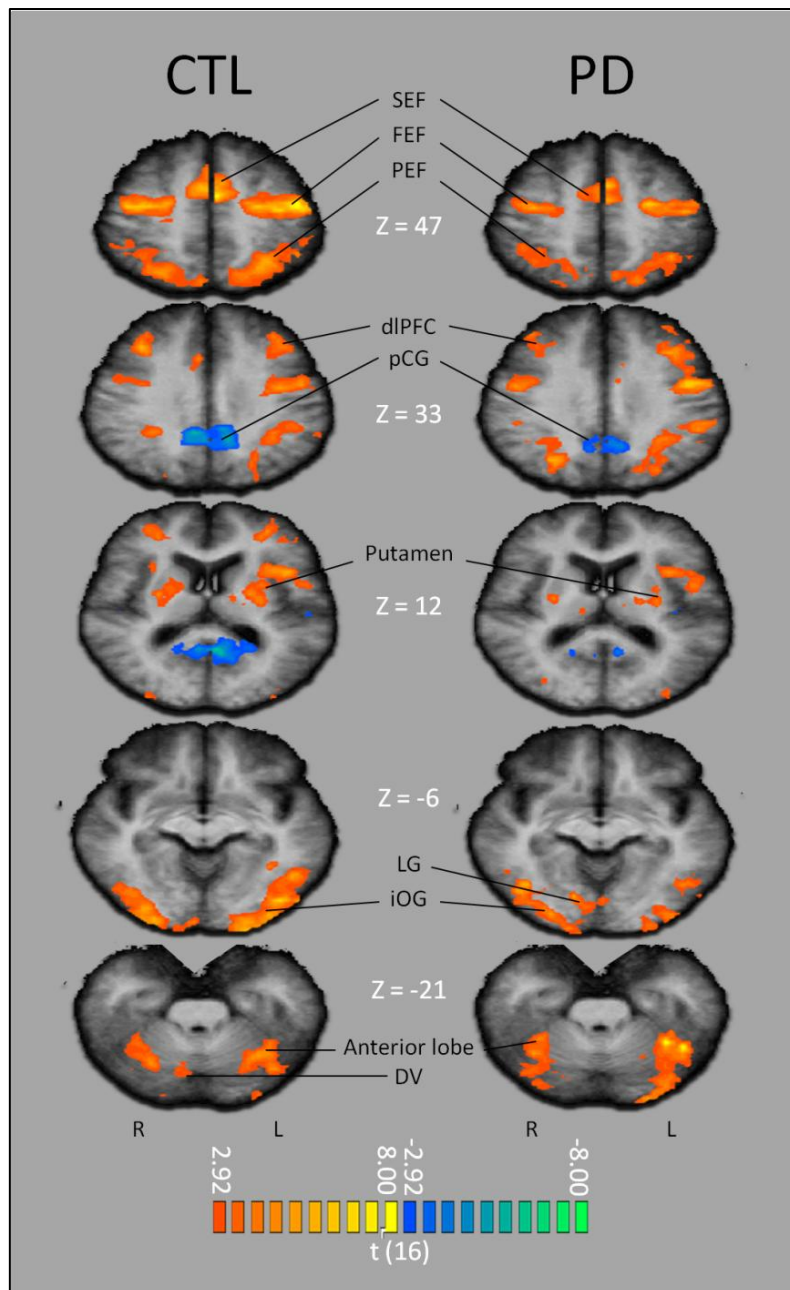 CTL PD
SEF
FEF
PEF
Z = 47
dlPFC
pCG
Z = 33
Putamen
Z = 12
Z = -6
LG
iOG
Z = -21
Anterior lobe
DV
R L R L
2.92 8.00 -2.92 -8.00
t (16)